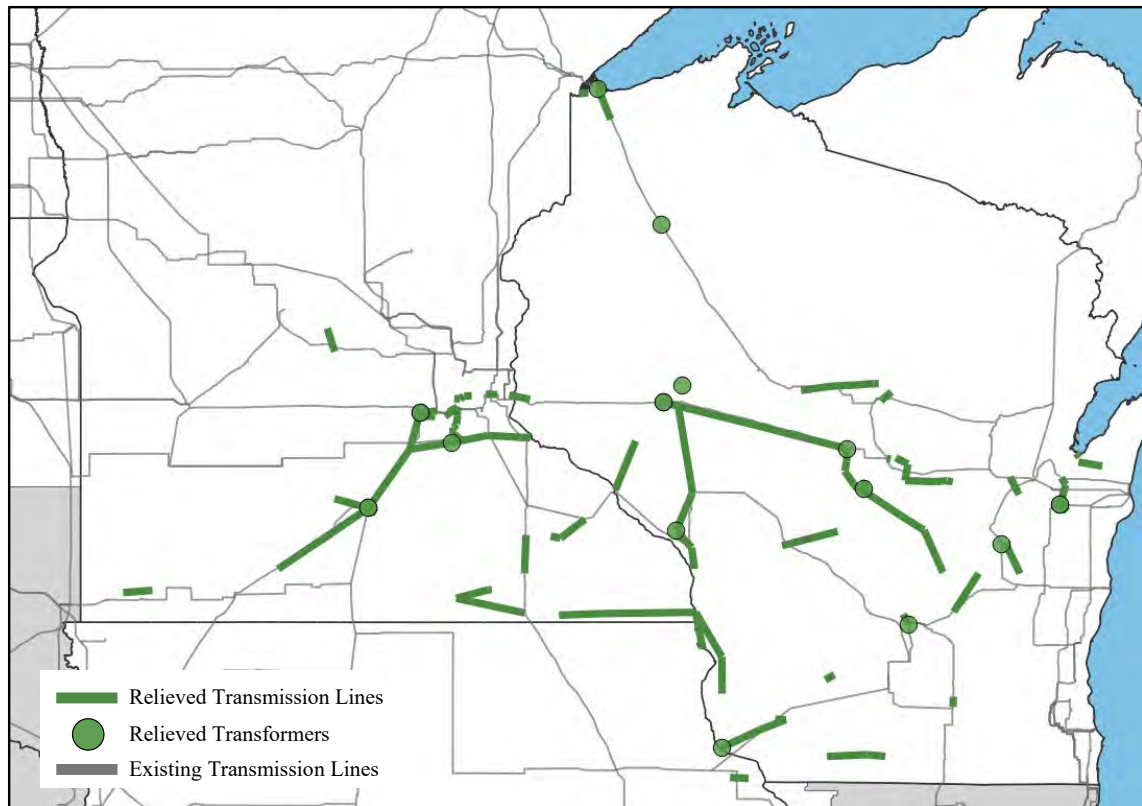 Relieved Transmission Lines
Relieved Transformers
Existing Transmission Lines